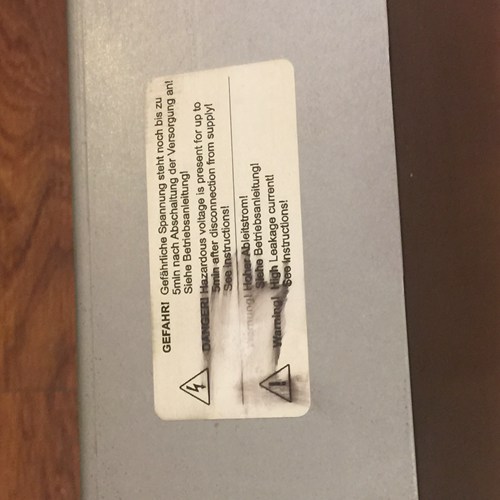 GEFAHR! Gefährliche Spannung steht noch bis zu
5min nach Abschaltung der Versorgung an!
Siehe Betriebsanleitung!
DANGER! Hazardous voltage is present for up to
5min after disconnection from supply!
See Instructions!
Hoher Ableitstrom!
Siehe Betriebsanleitung!
Warning! High Leakage current!
See Instructions!